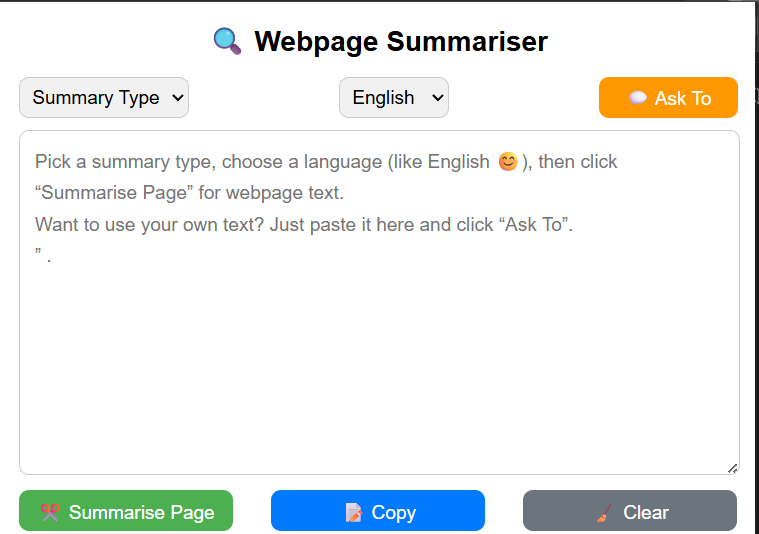 🔍 Webpage Summariser
Summary Type
English
💬 Ask To
Pick a summary type, choose a language (like English 😊), then click
“Summarise Page” for webpage text.
Want to use your own text? Just paste it here and click “Ask To”.
” .
✂️ Summarise Page
📝 Copy
🧹 Clear